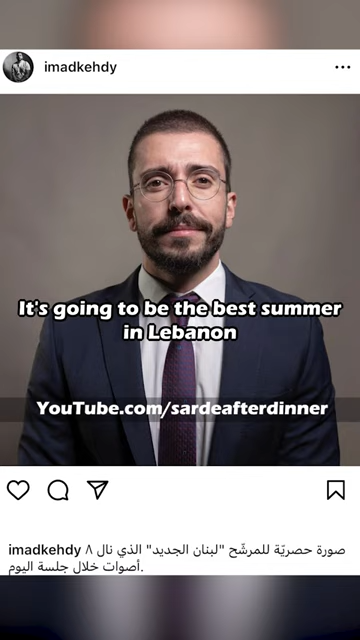 imadkehdy
It's going to be the best summer
in Lebanon
YouTube.com/sardeafterdinner
imadkehdy صورة حصريّة للمرشّح "لبنان الجديد" الذي نال ٨
أصوات خلال جلسة اليوم.